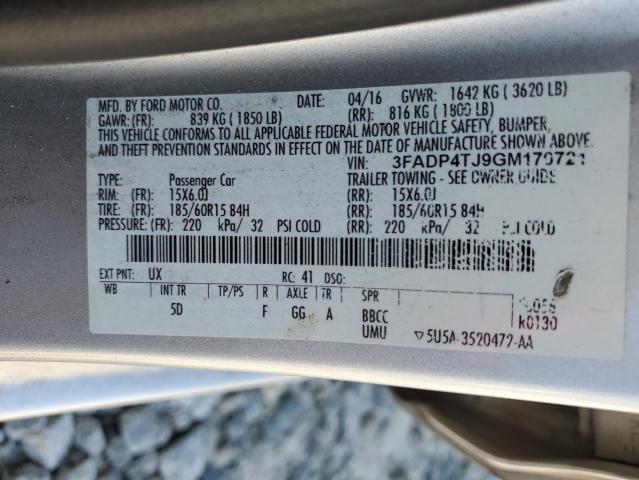 MFD. BY FORD MOTOR CO. DATE: 04/16 GVWR: 1642 KG ( 3620 LB)
GAWR: (FR): 839 KG ( 1850 LB) (RR): 816 KG ( 1800 LB)
THIS VEHICLE CONFORMS TO ALL APPLICABLE FEDERAL MOTOR VEHICLE SAFETY, BUMPER,
AND THEFT PREVENTION STANDARDS IN EFFECT ON THE DATE OF MANUFACTURE SHOWN ABOVE.
VIN: 3FADP4TJ9GM179721
TYPE: Passenger Car TRAILER TOWING - SEE OWNER GUIDE
RIM: (FR): 15X6.0J (RR): 15X6.0J
TIRE: (FR): 185/60R15 84H (RR): 185/60R15 84H
PRESSURE: (FR): 220 kPa/ 32 PSI COLD (RR): 220 kPa/ 32 PSI COLD
EXT PNT: UX RC: 41 DSO:
WB INT TR TP/PS R AXLE TR SPR
5D F GG A BBCC
UMU
R0130
▽5U5A-3520472-AA